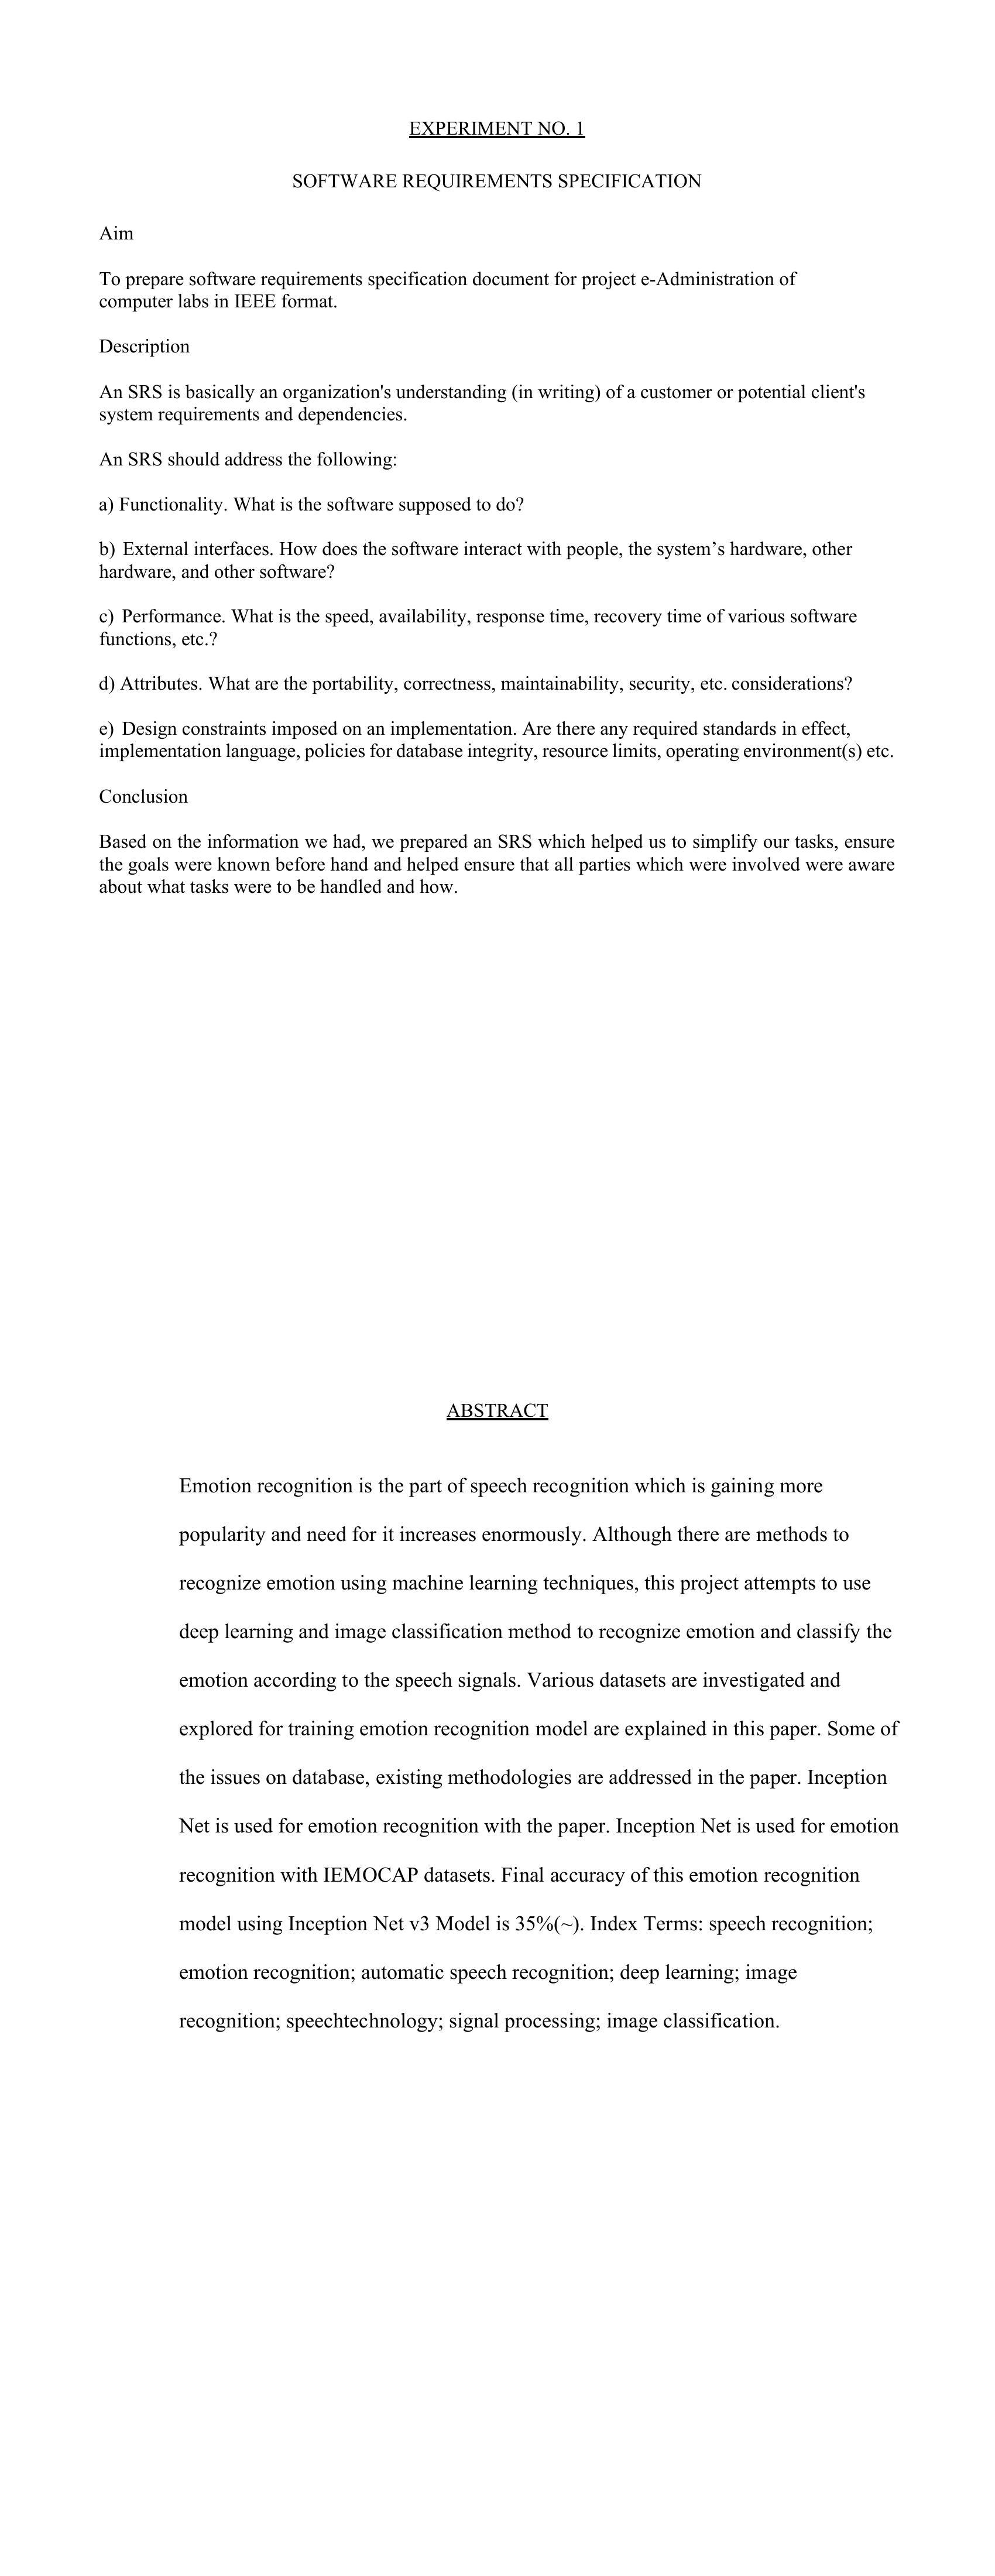 EXPERIMENT NO. 1
SOFTWARE REQUIREMENTS SPECIFICATION
Aim
To prepare software requirements specification document for project e-Administration of
computer labs in IEEE format.
Description
An SRS is basically an organization's understanding (in writing) of a customer or potential client's
system requirements and dependencies.
An SRS should address the following:
a) Functionality. What is the software supposed to do?
b) External interfaces. How does the software interact with people, the system’s hardware, other
hardware, and other software?
c) Performance. What is the speed, availability, response time, recovery time of various software
functions, etc.?
d) Attributes. What are the portability, correctness, maintainability, security, etc. considerations?
e) Design constraints imposed on an implementation. Are there any required standards in effect,
implementation language, policies for database integrity, resource limits, operating environment(s) etc.
Conclusion
Based on the information we had, we prepared an SRS which helped us to simplify our tasks, ensure
the goals were known before hand and helped ensure that all parties which were involved were aware
about what tasks were to be handled and how.
ABSTRACT
Emotion recognition is the part of speech recognition which is gaining more
popularity and need for it increases enormously. Although there are methods to
recognize emotion using machine learning techniques, this project attempts to use
deep learning and image classification method to recognize emotion and classify the
emotion according to the speech signals. Various datasets are investigated and
explored for training emotion recognition model are explained in this paper. Some of
the issues on database, existing methodologies are addressed in the paper. Inception
Net is used for emotion recognition with the paper. Inception Net is used for emotion
recognition with IEMOCAP datasets. Final accuracy of this emotion recognition
model using Inception Net v3 Model is 35%(~). Index Terms: speech recognition;
emotion recognition; automatic speech recognition; deep learning; image
recognition; speechtechnology; signal processing; image classification.